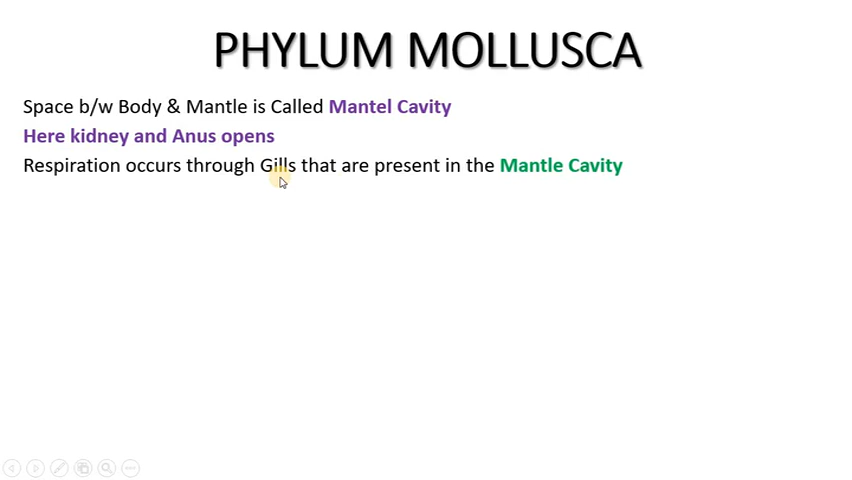 PHYLUM MOLLUSCA
Space b/w Body & Mantle is Called Mantel Cavity
Here kidney and Anus opens
Respiration occurs through Gills that are present in the Mantle Cavity